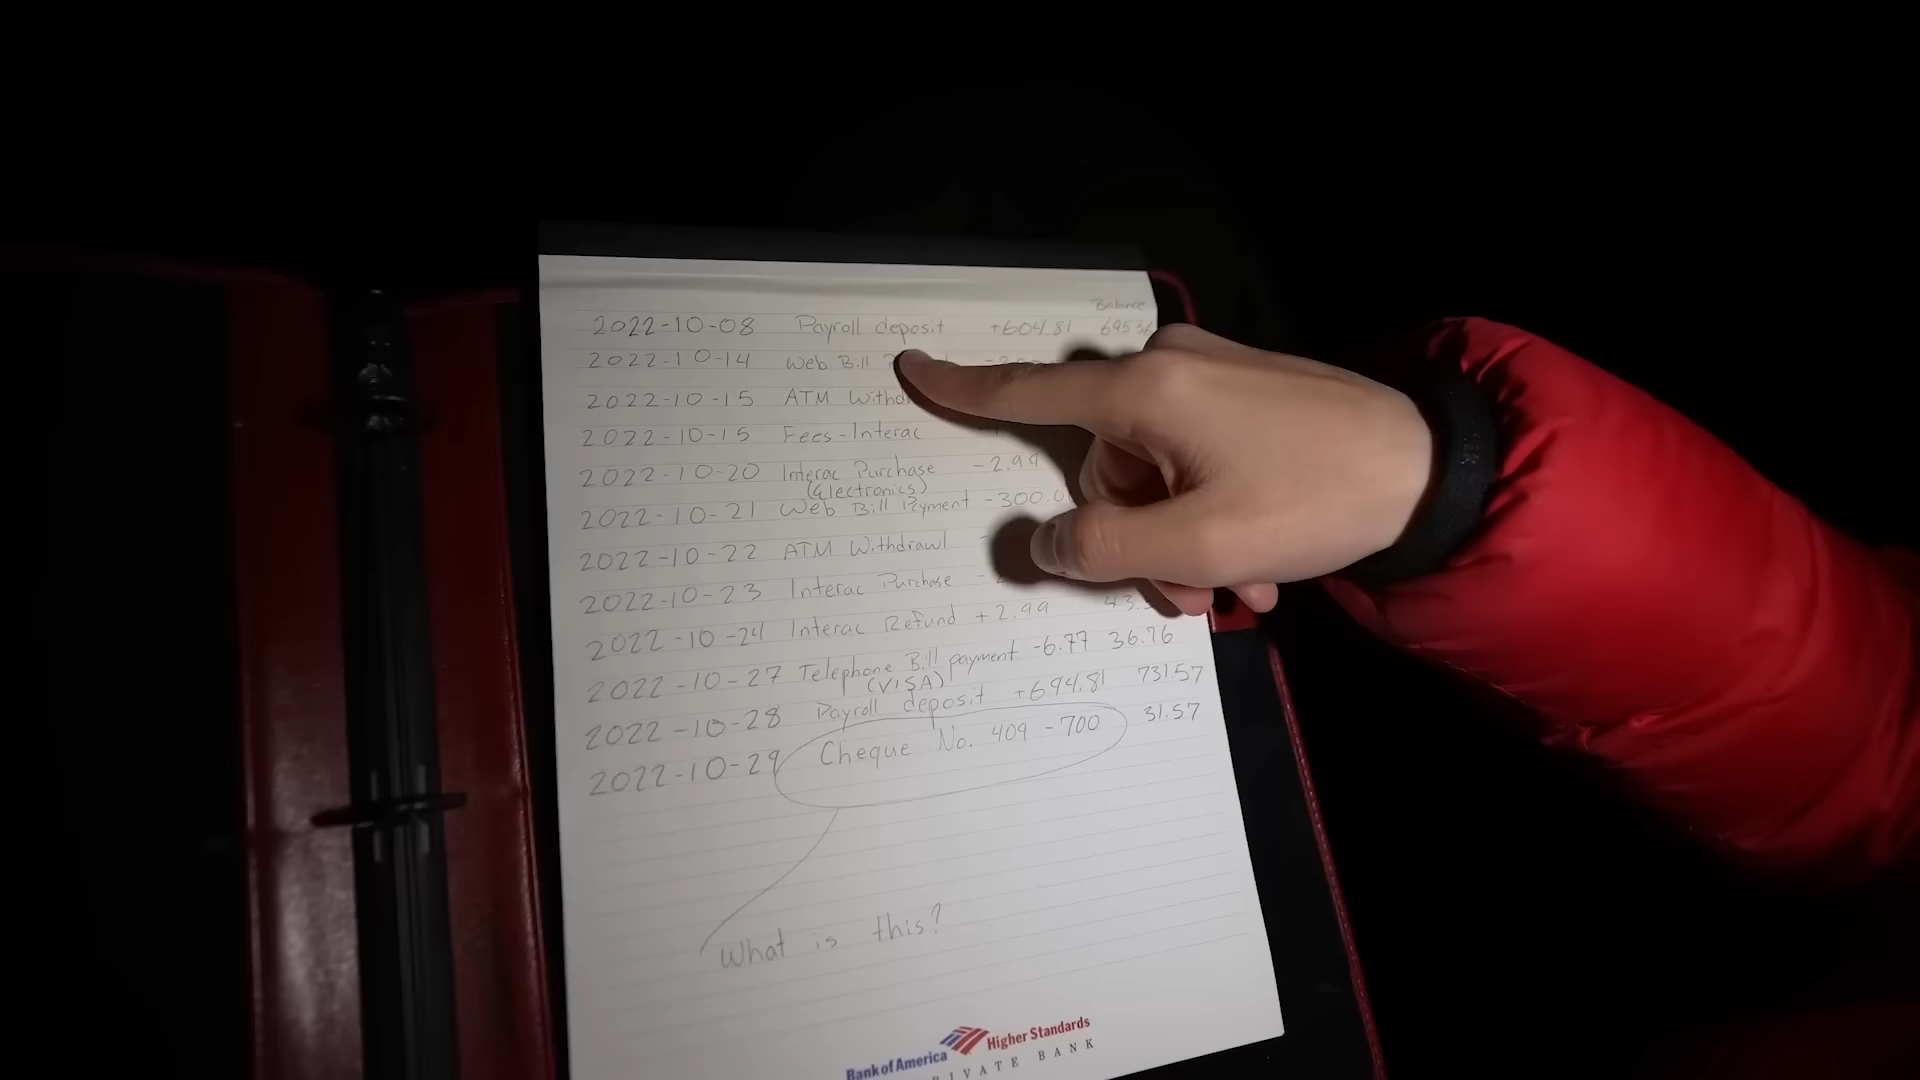 Balance
2022-10-08 Payroll deposit +604.81 695.36
2022-10-14 Web Bill
2022-10-15 ATM
2022-10-15 Fees-Interac
2022-10-20 Interac Purchase -2.99
(Electronics)
2022-10-21 Web Bill Payment -300.0
2022-10-22 ATM Withdrawl
2022-10-23 Interac Purchase
2022-10-24 Interac Refund +2.99 43.
2022-10-27 Telephone Bill payment -6.77 36.76
(VISA)
2022-10-28 Payroll deposit +694.81 731.57
2022-10-29 Cheque No. 409 -700 31.57
What is this?
Bank of America Higher Standards
BANK